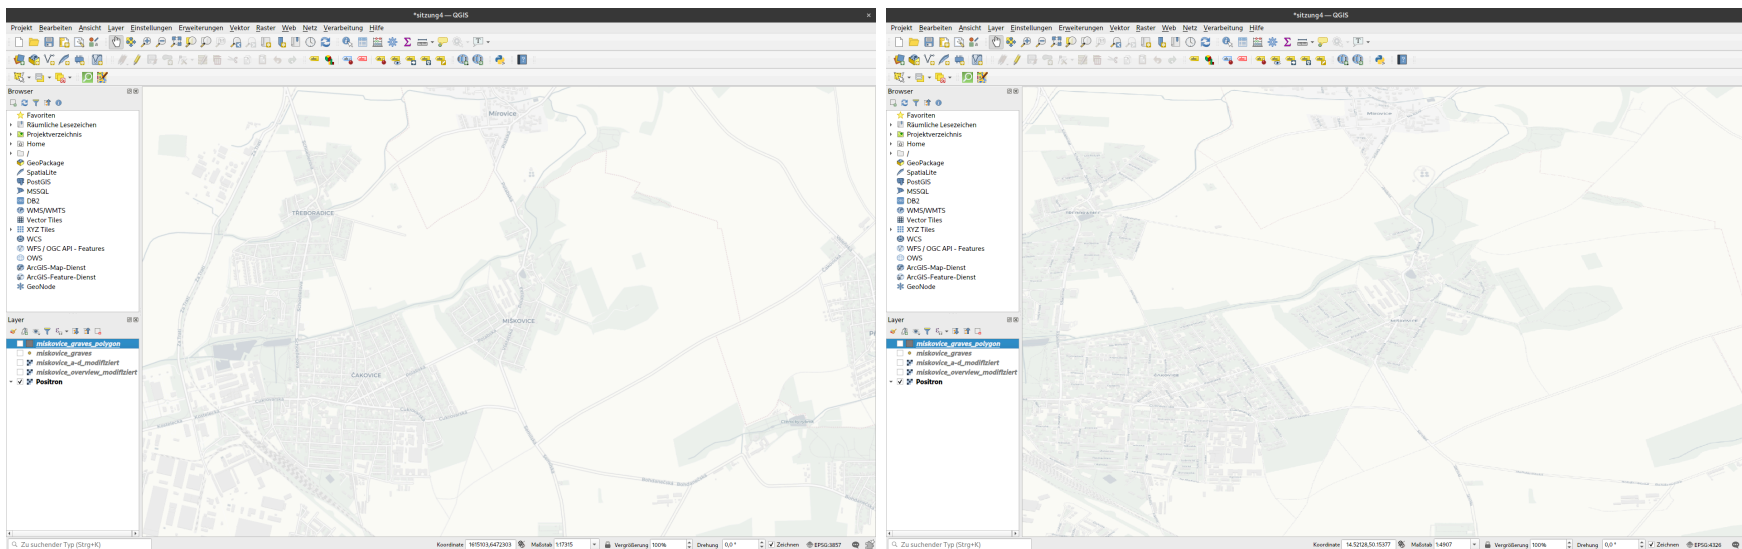 *sitzung4 — QGIS
Projekt Bearbeiten Ansicht Layer Einstellungen Erweiterungen Vektor Raster Web Netz Verarbeitung Hilfe
Browser
Favoriten
Räumliche Lesezeichen
Projektverzeichnis
Home
/
GeoPackage
SpatiaLite
PostGIS
MSSQL
DB2
WMS/WMTS
Vector Tiles
XYZ Tiles
WCS
WFS / OGC API - Features
OWS
ArcGIS-Map-Dienst
ArcGIS-Feature-Dienst
GeoNode
Layer
miskovice_graves_polygon
miskovice_graves
miskovice_a-d_modifiziert
miskovice_overview_modifiziert
Positron
Mírovice
TŘEBORADICE
MIŠKOVICE
ČAKOVICE
Zu suchender Typ (Strg+K)
Koordinate 1615103,6472303 Maßstab 1:17315 Vergrößerung 100% Drehung 0,0° Zeichnen EPSG:3857
*sitzung4 — QGIS
Projekt Bearbeiten Ansicht Layer Einstellungen Erweiterungen Vektor Raster Web Netz Verarbeitung Hilfe
Browser
Favoriten
Räumliche Lesezeichen
Projektverzeichnis
Home
/
GeoPackage
SpatiaLite
PostGIS
MSSQL
DB2
WMS/WMTS
Vector Tiles
XYZ Tiles
WCS
WFS / OGC API - Features
OWS
ArcGIS-Map-Dienst
ArcGIS-Feature-Dienst
GeoNode
Layer
miskovice_graves_polygon
miskovice_graves
miskovice_a-d_modifiziert
miskovice_overview_modifiziert
Positron
Zu suchender Typ (Strg+K)
Koordinate 14.52128,50.15377 Maßstab 1:4907 Vergrößerung 100% Drehung 0,0° Zeichnen EPSG:4326